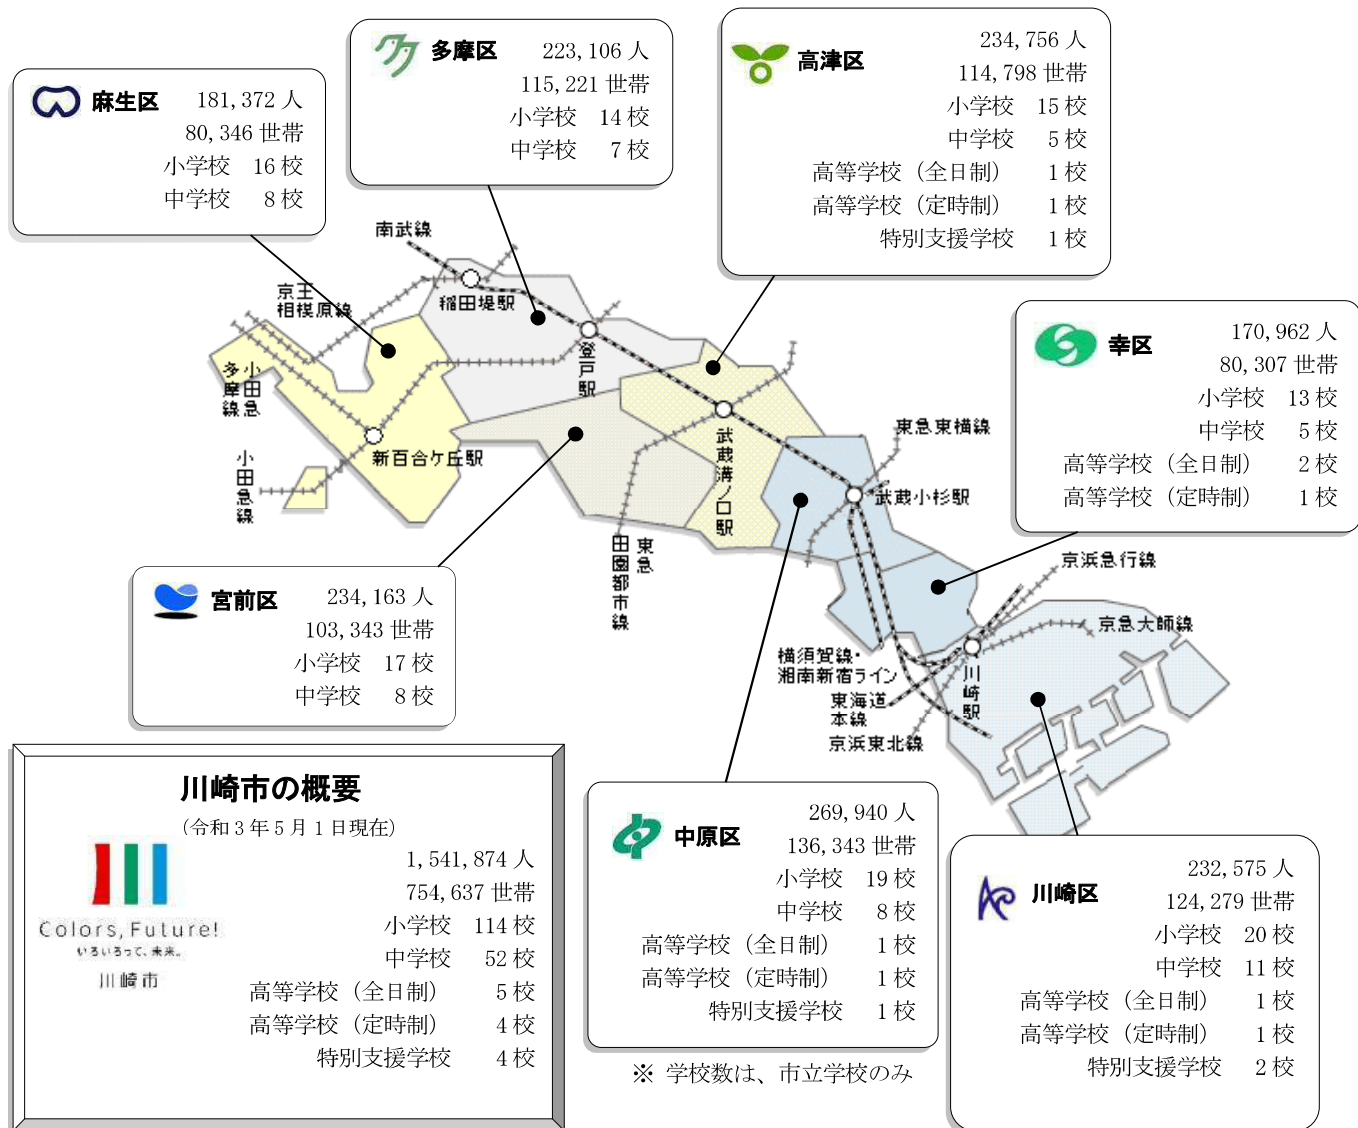 多摩区 223,106 人
115,221 世帯
小学校 14 校
中学校 7 校
高津区 234,756 人
114,798 世帯
小学校 15 校
中学校 5 校
高等学校（全日制） 1 校
高等学校（定時制） 1 校
特別支援学校 1 校
麻生区 181,372 人
80,346 世帯
小学校 16 校
中学校 8 校
幸区 170,962 人
80,307 世帯
小学校 13 校
中学校 5 校
高等学校（全日制） 2 校
高等学校（定時制） 1 校
南武線
京王
相模原線
稲田堤駅
登戸駅
小田急
多摩線
新百合ケ丘駅
小田急線
武蔵溝ノ口駅
東急
田園都市線
東急東横線
武蔵小杉駅
京浜急行線
京急大師線
横須賀線・
湘南新宿ライン
東海道
本線
京浜東北線
川崎駅
宮前区 234,163 人
103,343 世帯
小学校 17 校
中学校 8 校
川崎市の概要
（令和3年5月1日現在）
1,541,874 人
754,637 世帯
小学校 114 校
中学校 52 校
高等学校（全日制） 5 校
高等学校（定時制） 4 校
特別支援学校 4 校
Colors,Future!
いろいろって、未来。
川崎市
中原区 269,940 人
136,343 世帯
小学校 19 校
中学校 8 校
高等学校（全日制） 1 校
高等学校（定時制） 1 校
特別支援学校 1 校
※ 学校数は、市立学校のみ
川崎区 232,575 人
124,279 世帯
小学校 20 校
中学校 11 校
高等学校（全日制） 1 校
高等学校（定時制） 1 校
特別支援学校 2 校